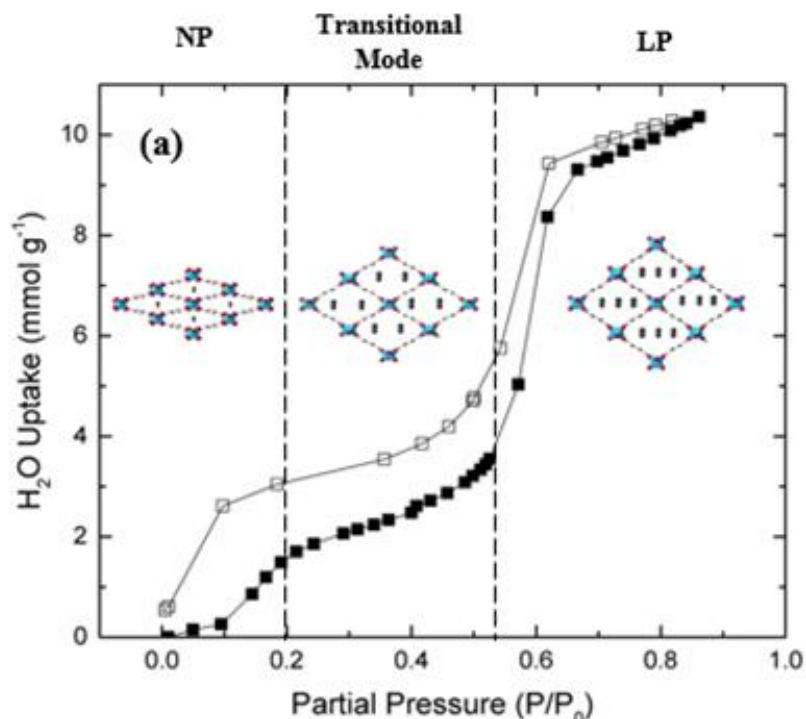 NP
Transitional
Mode
LP
(a)
10
8
6
4
2
0
H₂O Uptake (mmol g⁻¹)
0.0 0.2 0.4 0.6 0.8 1.0
Partial Pressure (P/P₀)